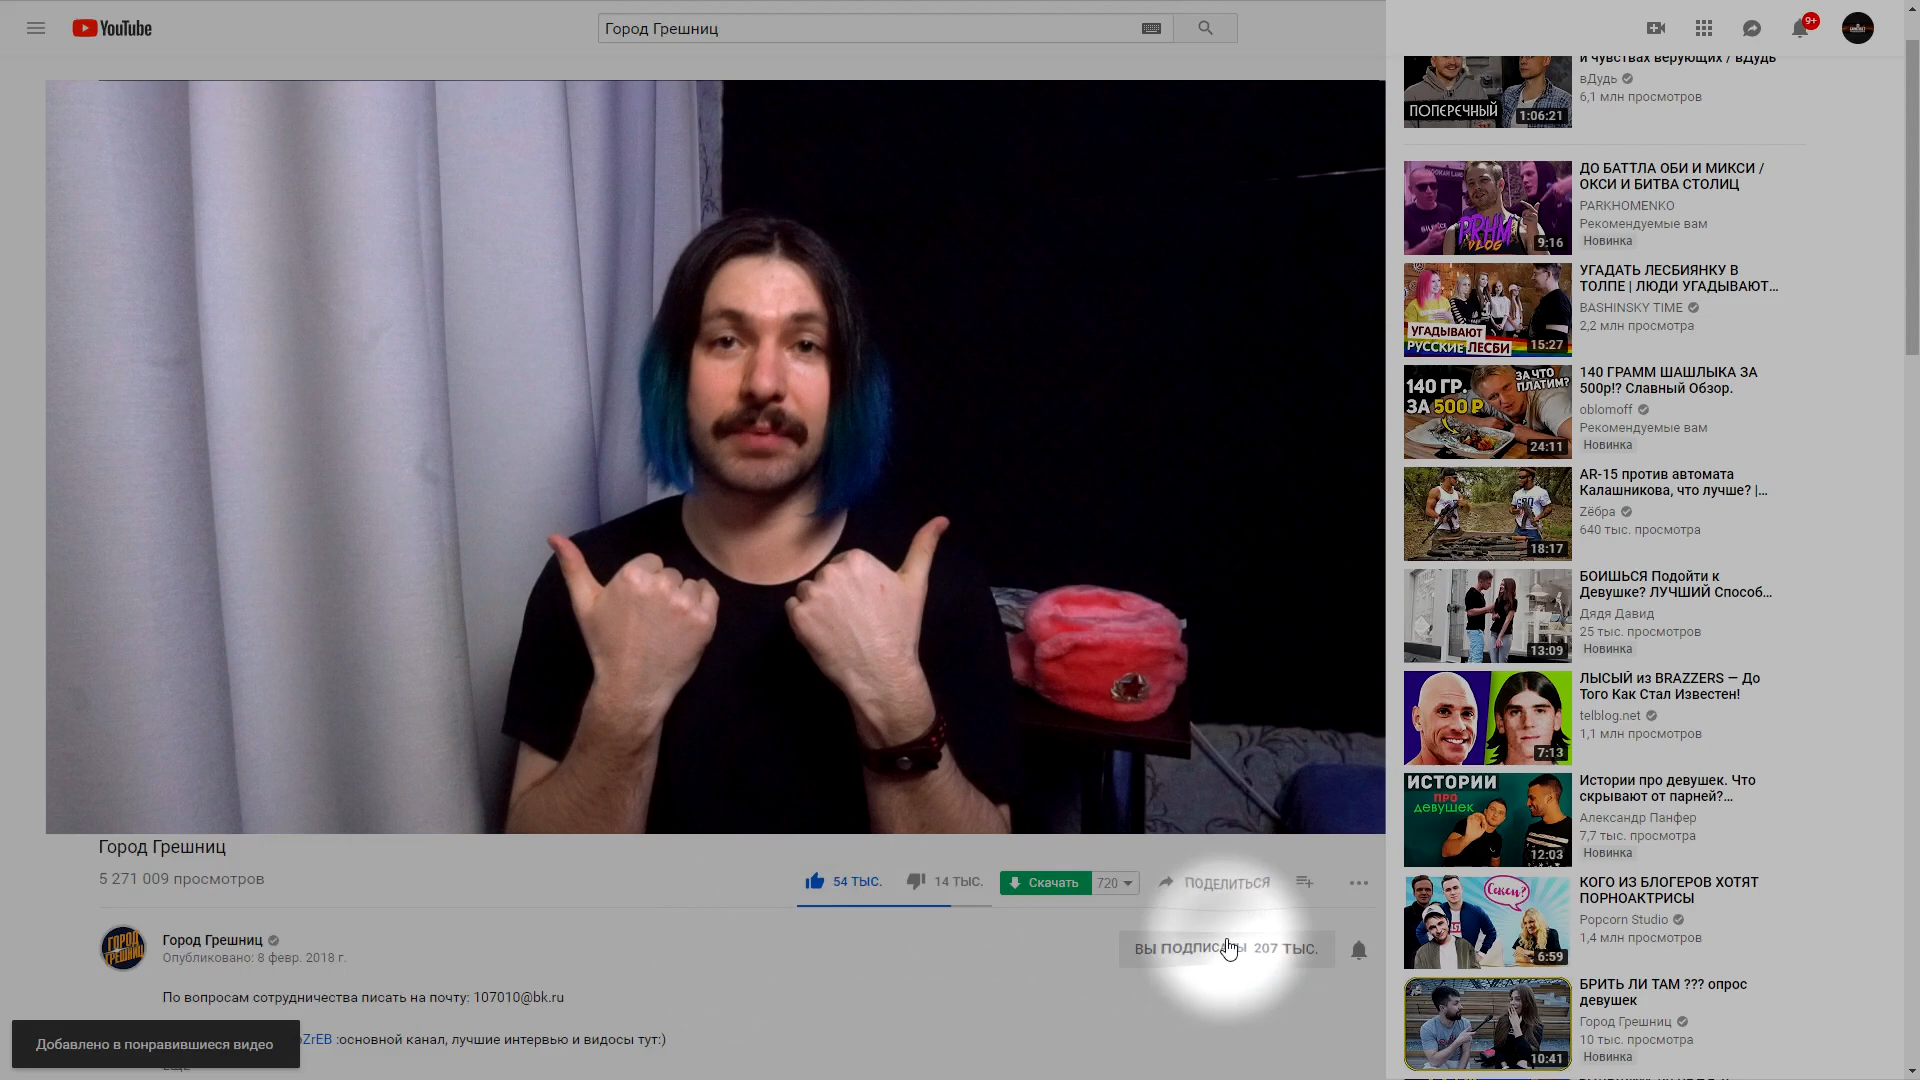 YouTube
Город Грешниц
9+
Город Грешниц
5 271 009 просмотров
54 ТЫС.
14 ТЫС.
Скачать
720
ПОДЕЛИТЬСЯ
ГОРОД ГРЕШНИЦ
Город Грешниц
Опубликовано: 8 февр. 2018 г.
207 ТЫС.
По вопросам сотрудничества писать на почту: 107010@bk.ru
ZrEB :основной канал, лучшие интервью и видосы тут:)
Добавлено в понравившиеся видео
и чувствах верующих / вДудь
вДудь
6,1 млн просмотров
ПОПЕРЕЧНЫЙ
1:06:21
ДО БАТТЛА ОБИ И МИКСИ /
ОКСИ И БИТВА СТОЛИЦ
PARKHOMENKO
Рекомендуемые вам
Новинка
PRHM
VLOG
9:16
УГАДАТЬ ЛЕСБИЯНКУ В
ТОЛПЕ | ЛЮДИ УГАДЫВАЮТ...
BASHINSKY TIME
2,2 млн просмотра
УГАДЫВАЮТ
РУССКИЕ ЛЕСБИ
15:27
140 ГРАММ ШАШЛЫКА ЗА
500р!? Славный Обзор.
oblomoff
Рекомендуемые вам
Новинка
140 ГР.
ЗА 500 ₽
ЗА ЧТО
ПЛАТИМ?
24:11
AR-15 против автомата
Калашникова, что лучше? |...
Zёбра
640 тыс. просмотра
18:17
БОИШЬСЯ Подойти к
Девушке? ЛУЧШИЙ Способ...
Дядя Давид
25 тыс. просмотров
Новинка
13:09
ЛЫСЫЙ из BRAZZERS — До
Того Как Стал Известен!
telblog.net
1,1 млн просмотров
7:13
Истории про девушек. Что
скрывают от парней?...
Александр Панфер
7,7 тыс. просмотра
Новинка
ИСТОРИИ
ПРО
девушек
12:03
КОГО ИЗ БЛОГЕРОВ ХОТЯТ
ПОРНОАКТРИСЫ
Popcorn Studio
1,4 млн просмотров
Секси?
6:59
БРИТЬ ЛИ ТАМ ??? опрос
девушек
Город Грешниц
10 тыс. просмотра
Новинка
10:41